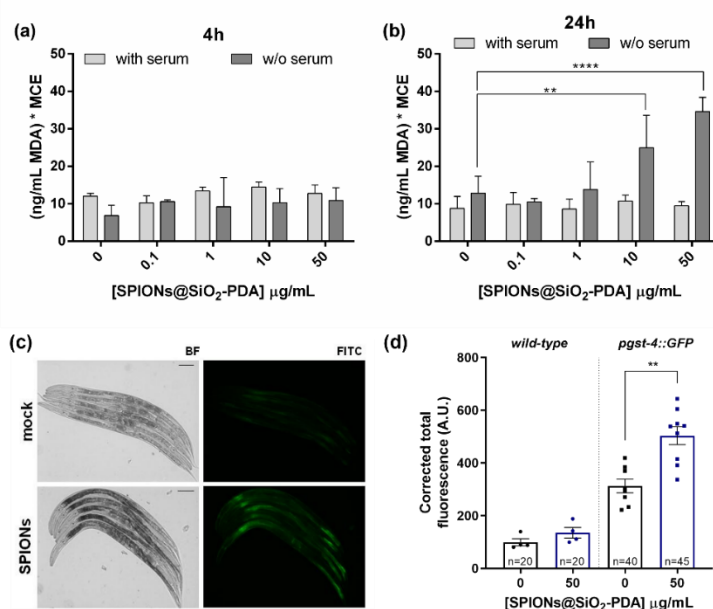 (a)
4h
with serum
w/o serum
(ng/mL MDA) * MCE
50
40
30
20
10
0
0
0.1
1
10
50
[SPIONs@SiO2-PDA] μg/mL
(b)
24h
with serum
w/o serum
****
**
(ng/mL MDA) * MCE
50
40
30
20
10
0
0
0.1
1
10
50
[SPIONs@SiO2-PDA] μg/mL
(c)
BF
FITC
mock
SPIONs
(d)
wild-type
pgst-4::GFP
**
Corrected total
fluorescence (A.U.)
800
600
400
200
0
n=20
n=20
n=40
n=45
0
50
0
50
[SPIONs@SiO2-PDA] μg/mL